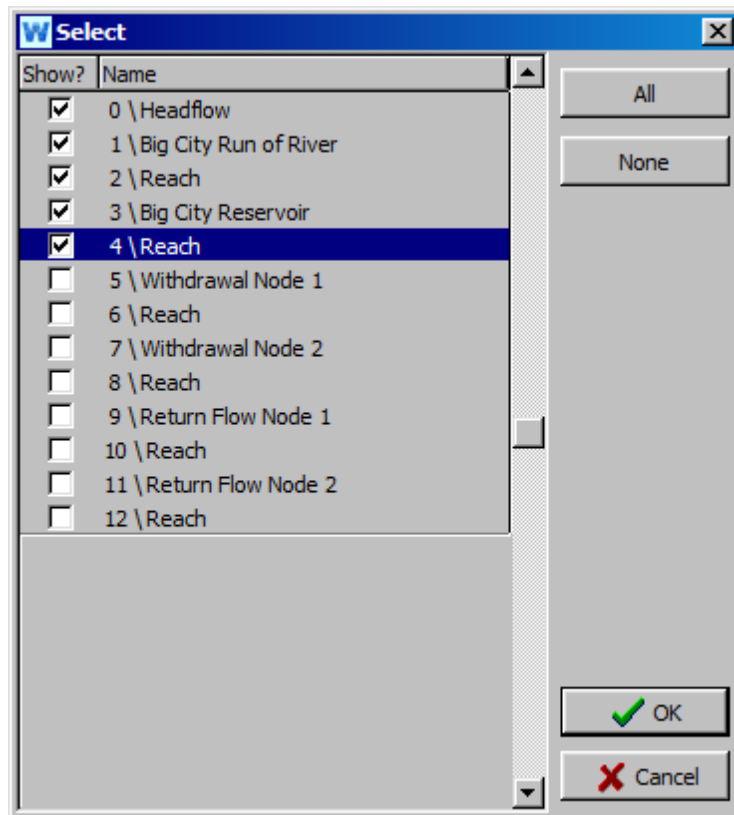 W Select
Show? Name
0 \ Headflow
1 \ Big City Run of River
2 \ Reach
3 \ Big City Reservoir
4 \ Reach
5 \ Withdrawal Node 1
6 \ Reach
7 \ Withdrawal Node 2
8 \ Reach
9 \ Return Flow Node 1
10 \ Reach
11 \ Return Flow Node 2
12 \ Reach
All
None
OK
Cancel